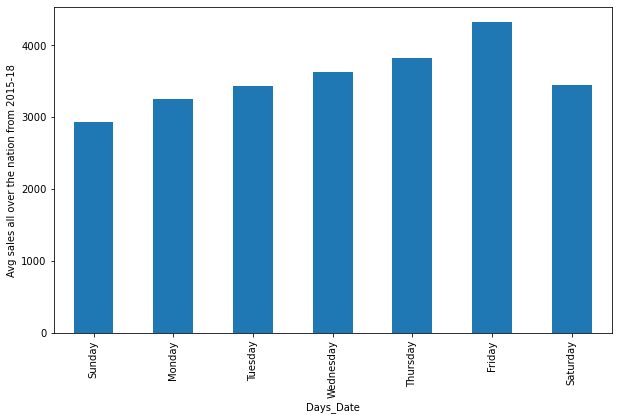 Avg sales all over the nation from 2015-18
4000
3000
2000
1000
0
Sunday
Monday
Tuesday
Wednesday
Thursday
Friday
Saturday
Days_Date